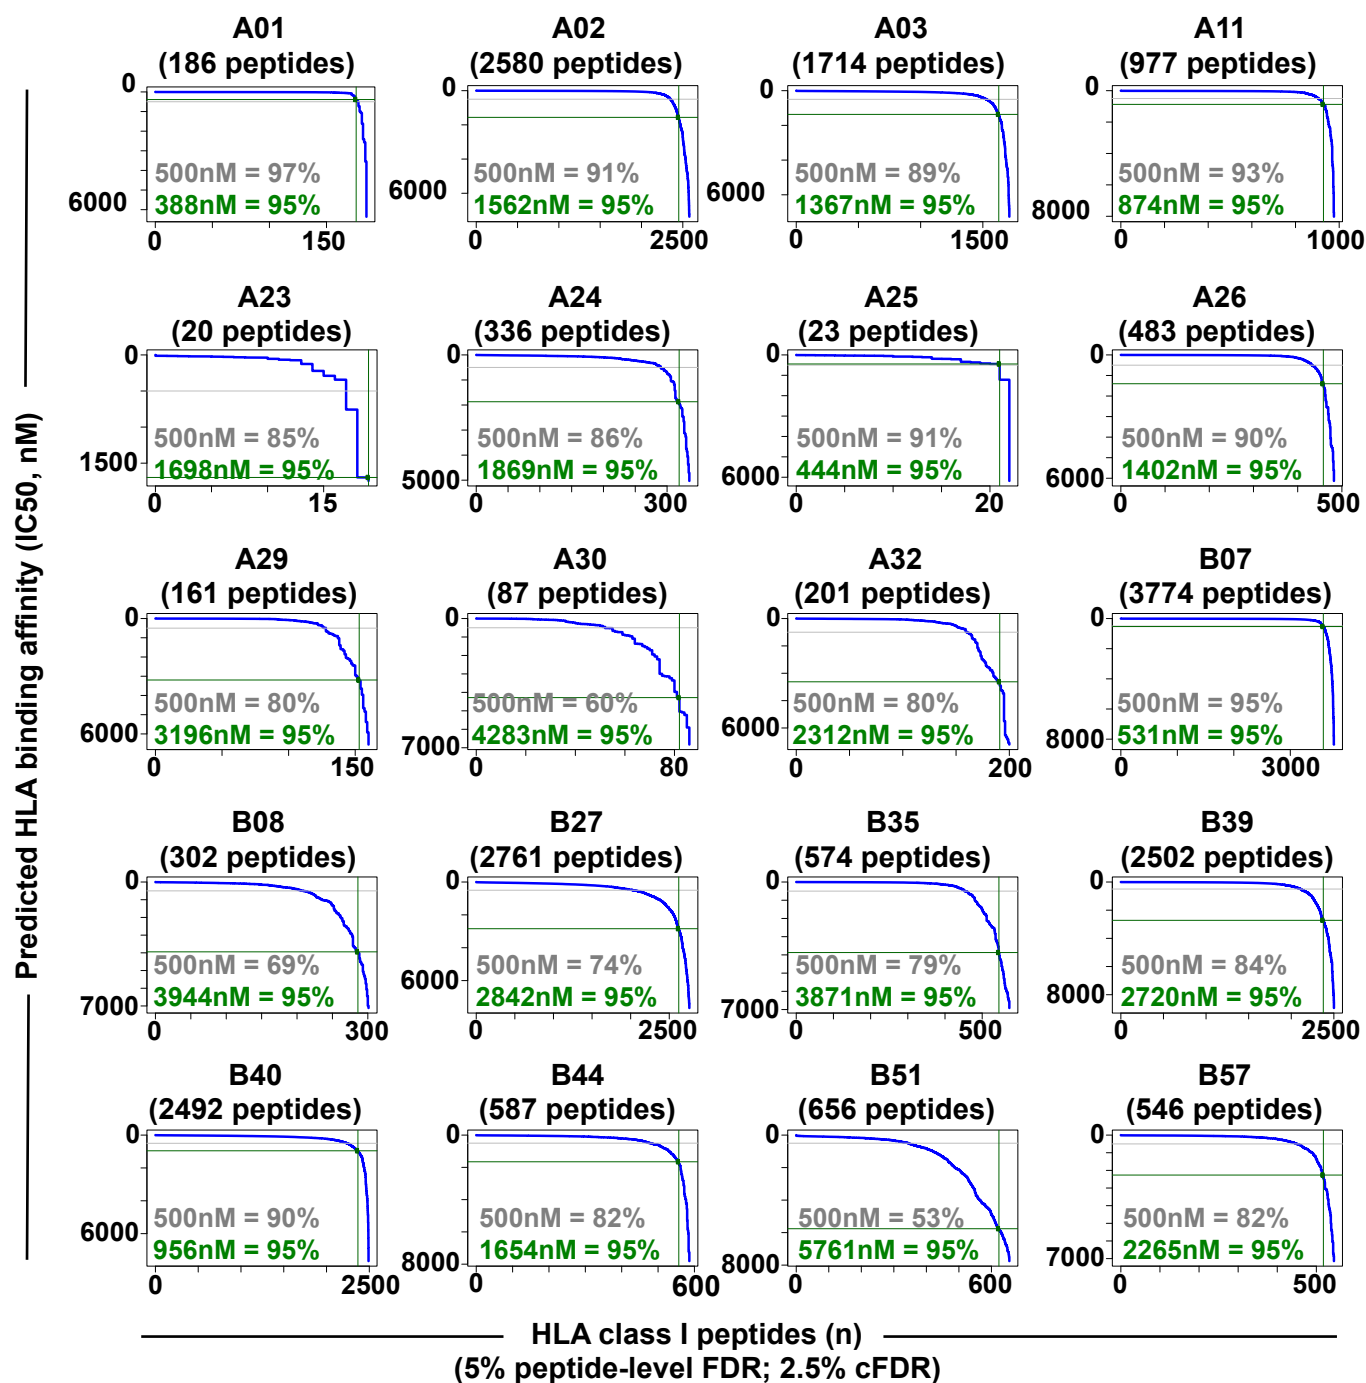 A01
(186 peptides)
0
6000
500nM = 97%
388nM = 95%
0
150
A02
(2580 peptides)
0
6000
500nM = 91%
1562nM = 95%
0
2500
A03
(1714 peptides)
0
6000
500nM = 89%
1367nM = 95%
0
1500
A11
(977 peptides)
0
8000
500nM = 93%
874nM = 95%
0
1000
A23
(20 peptides)
0
1500
500nM = 85%
1698nM = 95%
15
A24
(336 peptides)
0
5000
500nM = 86%
1869nM = 95%
0
300
A25
(23 peptides)
0
6000
500nM = 91%
444nM = 95%
0
20
A26
(483 peptides)
0
6000
500nM = 90%
1402nM = 95%
0
500
A29
(161 peptides)
0
6000
500nM = 80%
3196nM = 95%
0
150
A30
(87 peptides)
0
7000
500nM = 60%
4283nM = 95%
0
80
A32
(201 peptides)
0
6000
500nM = 80%
2312nM = 95%
0
200
B07
(3774 peptides)
0
8000
500nM = 95%
531nM = 95%
0
3000
B08
(302 peptides)
0
7000
500nM = 69%
3944nM = 95%
0
300
B27
(2761 peptides)
0
6000
500nM = 74%
2842nM = 95%
0
2500
B35
(574 peptides)
0
7000
500nM = 79%
3871nM = 95%
0
500
B39
(2502 peptides)
0
8000
500nM = 84%
2720nM = 95%
0
2500
B40
(2492 peptides)
0
6000
500nM = 90%
956nM = 95%
0
2500
B44
(587 peptides)
0
8000
500nM = 82%
1654nM = 95%
0
600
B51
(656 peptides)
0
8000
500nM = 53%
5761nM = 95%
0
600
B57
(546 peptides)
0
7000
500nM = 82%
2265nM = 95%
0
500
Predicted HLA binding affinity (IC50, nM)
HLA class I peptides (n)
(5% peptide-level FDR; 2.5% cFDR)